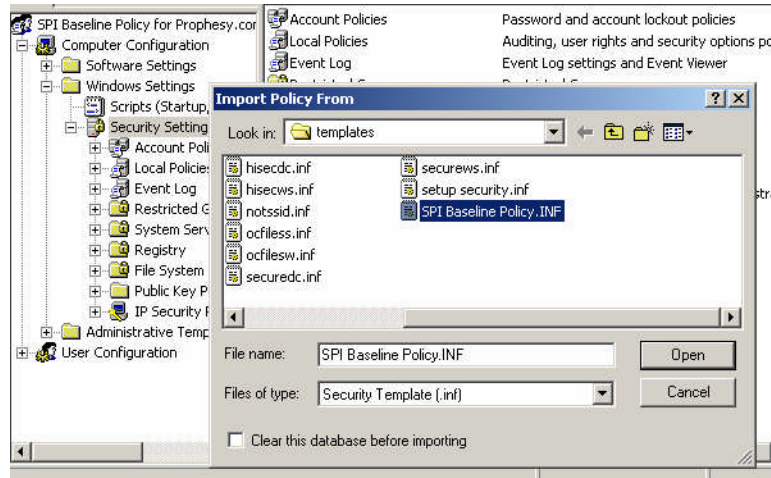 SPI Baseline Policy for Prophesy.cor
Computer Configuration
Software Settings
Windows Settings
Scripts (Startup,
Security Setting
Account Poli
Local Policie
Event Log
Restricted G
System Serv
Registry
File System
Public Key P
IP Security P
Administrative Temp
User Configuration
Account Policies Password and account lockout policies
Local Policies Auditing, user rights and security options po
Event Log Event Log settings and Event Viewer
Import Policy From
Look in: templates
hisecdc.inf securews.inf
hisecws.inf setup security.inf
notssid.inf SPI Baseline Policy.INF
ocfiless.inf
ocfilesw.inf
securedc.inf
File name: SPI Baseline Policy.INF Open
Files of type: Security Template (.inf) Cancel
Clear this database before importing